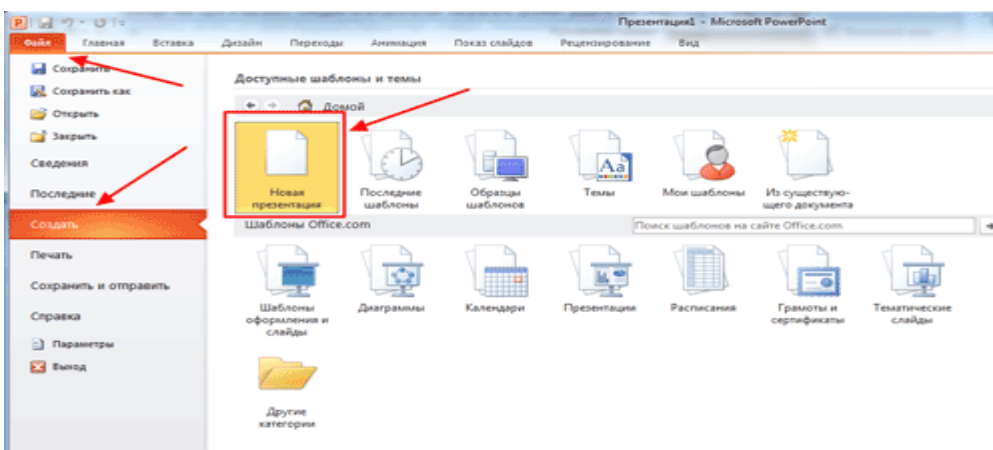 Презентация1 - Microsoft PowerPoint
Файл Главная Вставка Дизайн Переходы Анимация Показ слайдов Рецензирование Вид
Сохранить
Сохранить как
Открыть
Закрыть
Сведения
Последние
Создать
Печать
Сохранить и отправить
Справка
Параметры
Выход
Доступные шаблоны и темы
Домой
Новая презентация
Последние шаблоны
Образцы шаблонов
Темы
Мои шаблоны
Из существую-
щего документа
Шаблоны Office.com
Поиск шаблонов на сайте Office.com
Шаблоны оформления и слайды
Диаграммы
Календари
Презентации
Расписания
Грамоты и сертификаты
Тематические слайды
Другие категории